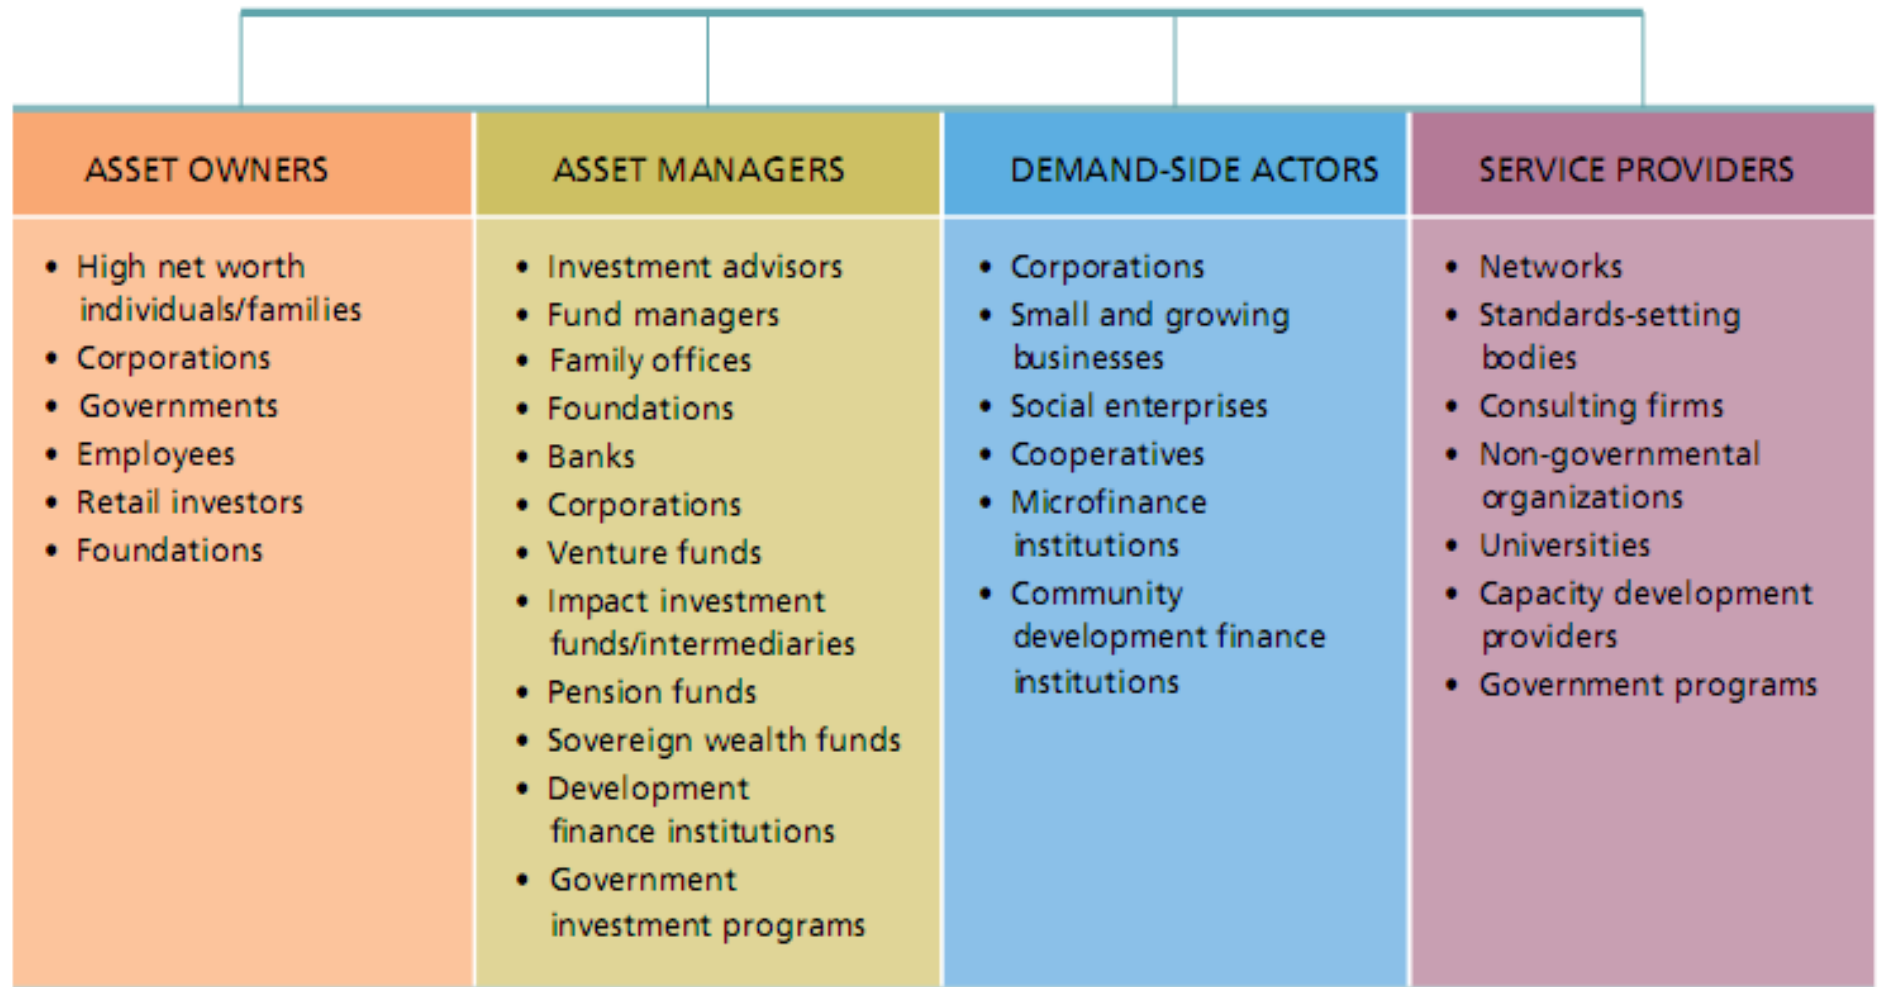 ASSET OWNERS
• High net worth
individuals/families
• Corporations
• Governments
• Employees
• Retail investors
• Foundations
ASSET MANAGERS
• Investment advisors
• Fund managers
• Family offices
• Foundations
• Banks
• Corporations
• Venture funds
• Impact investment
funds/intermediaries
• Pension funds
• Sovereign wealth funds
• Development
finance institutions
• Government
investment programs
DEMAND-SIDE ACTORS
• Corporations
• Small and growing
businesses
• Social enterprises
• Cooperatives
• Microfinance
institutions
• Community
development finance
institutions
SERVICE PROVIDERS
• Networks
• Standards-setting
bodies
• Consulting firms
• Non-governmental
organizations
• Universities
• Capacity development
providers
• Government programs